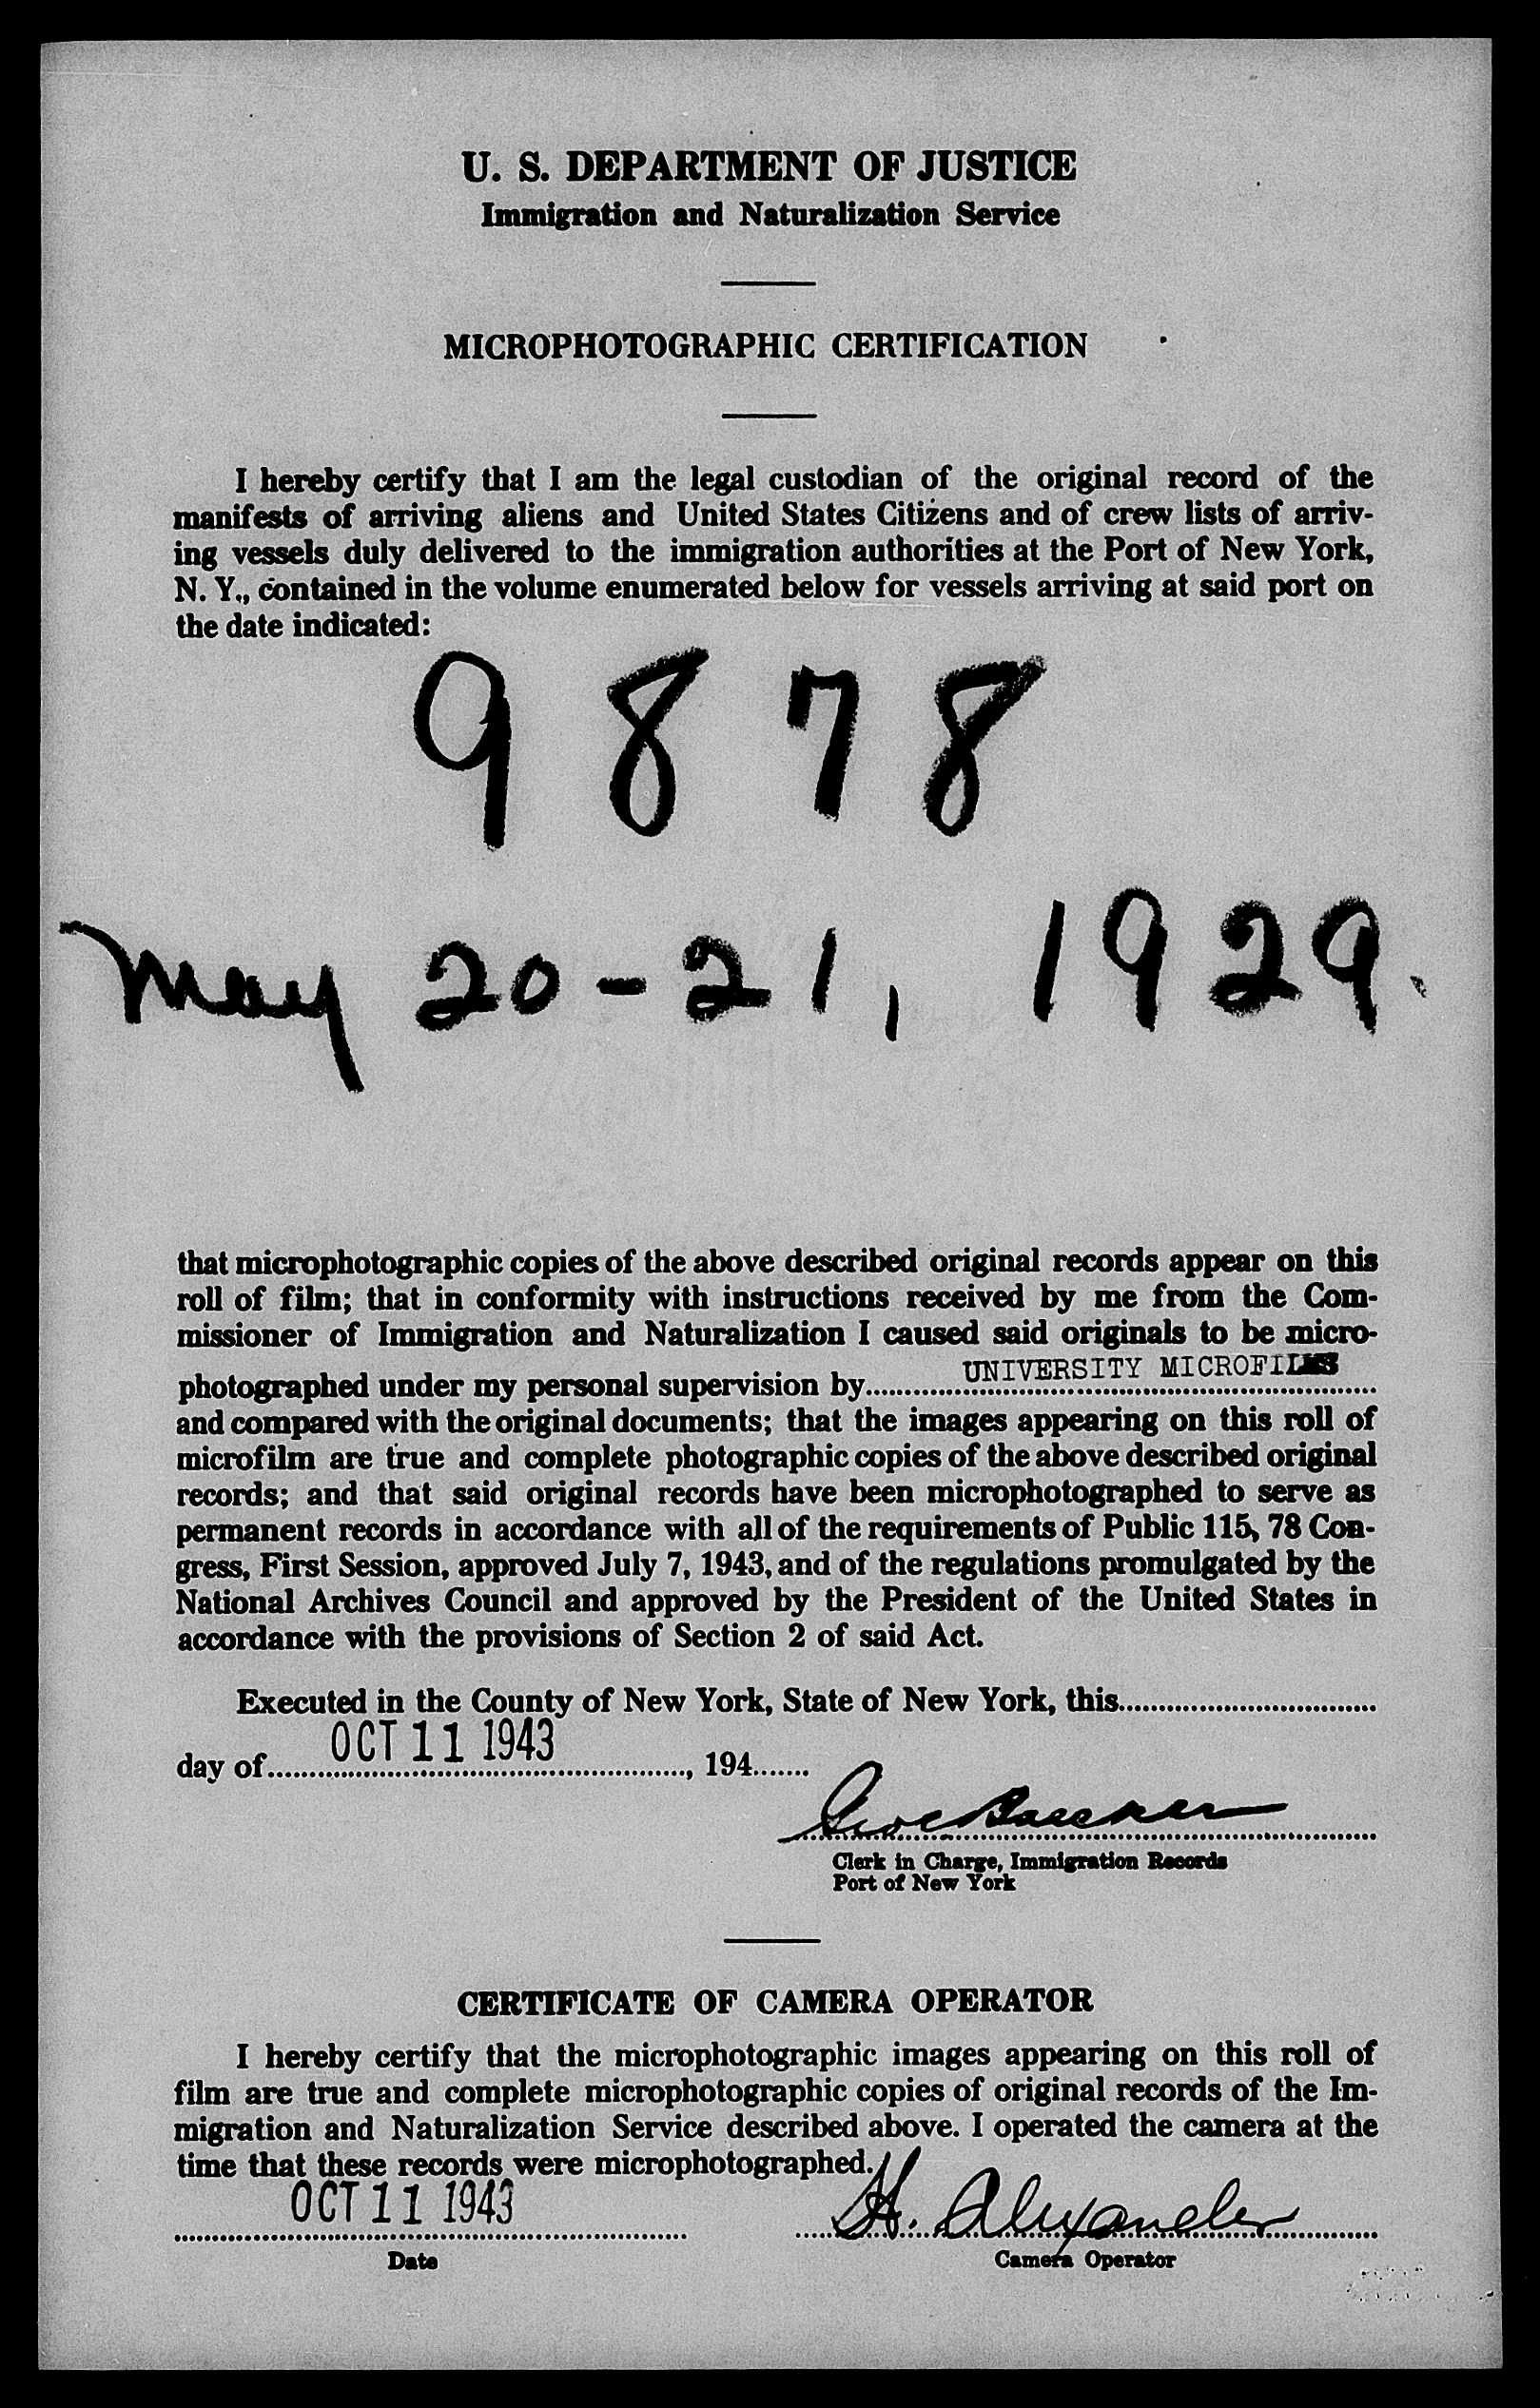 U. S. DEPARTMENT OF JUSTICE
Immigration and Naturalization Service
MICROPHOTOGRAPHIC CERTIFICATION
I hereby certify that I am the legal custodian of the original record of the
manifests of arriving aliens and United States Citizens and of crew lists of arriv-
ing vessels duly delivered to the immigration authorities at the Port of New York,
N. Y., contained in the volume enumerated below for vessels arriving at said port on
the date indicated:
9878
May 20-21, 1929.
that microphotographic copies of the above described original records appear on this
roll of film; that in conformity with instructions received by me from the Com-
missioner of Immigration and Naturalization I caused said originals to be micro-
photographed under my personal supervision by UNIVERSITY MICROFILMS
and compared with the original documents; that the images appearing on this roll of
microfilm are true and complete photographic copies of the above described original
records; and that said original records have been microphotographed to serve as
permanent records in accordance with all of the requirements of Public 115, 78 Con-
gress, First Session, approved July 7, 1943, and of the regulations promulgated by the
National Archives Council and approved by the President of the United States in
accordance with the provisions of Section 2 of said Act.
Executed in the County of New York, State of New York, this
day of OCT 11 1943, 194
Clerk in Charge, Immigration Records
Port of New York
CERTIFICATE OF CAMERA OPERATOR
I hereby certify that the microphotographic images appearing on this roll of
film are true and complete microphotographic copies of original records of the Im-
migration and Naturalization Service described above. I operated the camera at the
time that these records were microphotographed.
OCT 11 1943 H. Alexander
Date Camera Operator